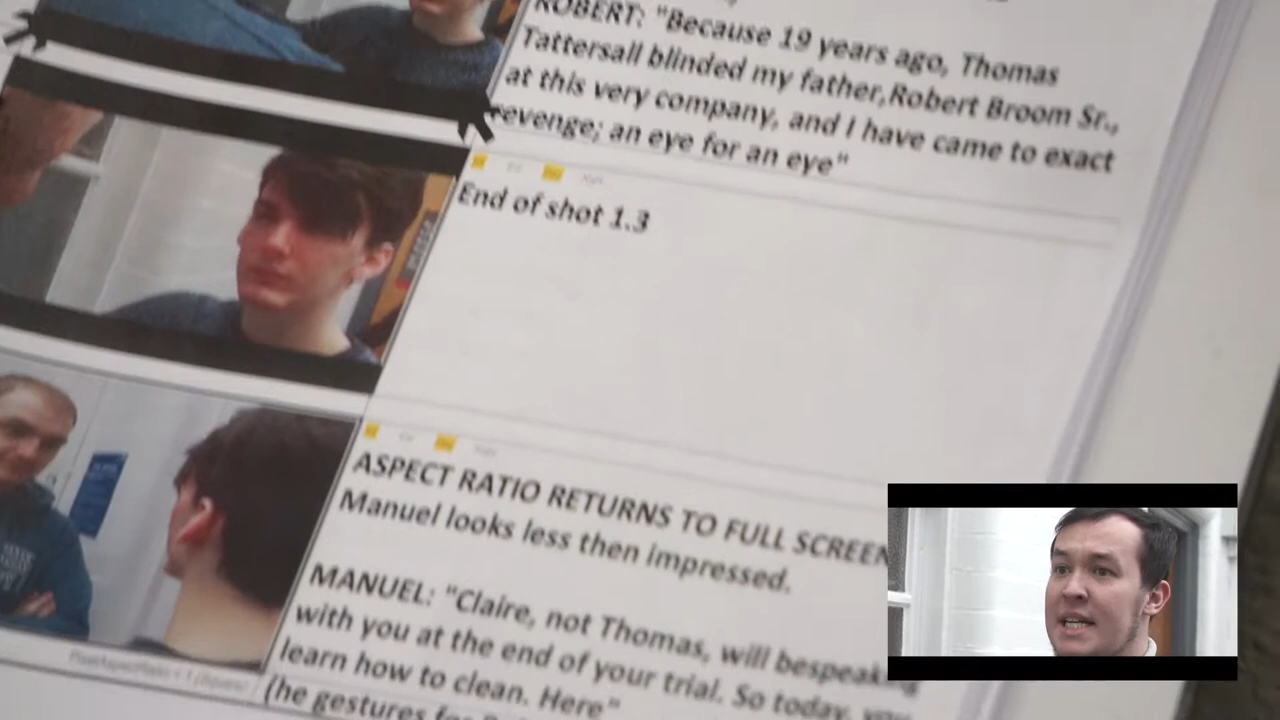 ROBERT: "Because 19 years ago, Thomas
Tattersall blinded my father,Robert Broom Sr.,
at this very company, and I have came to exact
revenge; an eye for an eye"
End of shot 1.3
ASPECT RATIO RETURNS TO FULL SCREEN
Manuel looks less then impressed.
MANUEL: "Claire, not Thomas, will bespeaking
with you at the end of your trial. So today, you
learn how to clean. Here"
(he gestures for